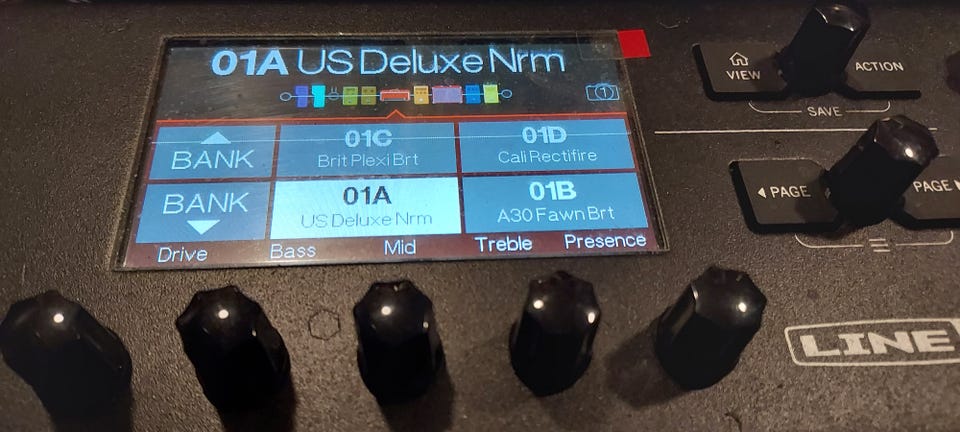 01A US Deluxe Nrm
1
BANK
01C
Brit Plexi Brt
01D
Cali Rectifire
BANK
01A
US Deluxe Nrm
01B
A30 Fawn Brt
Drive Bass Mid Treble Presence
VIEW
ACTION
SAVE
PAGE
PAGE
LINE